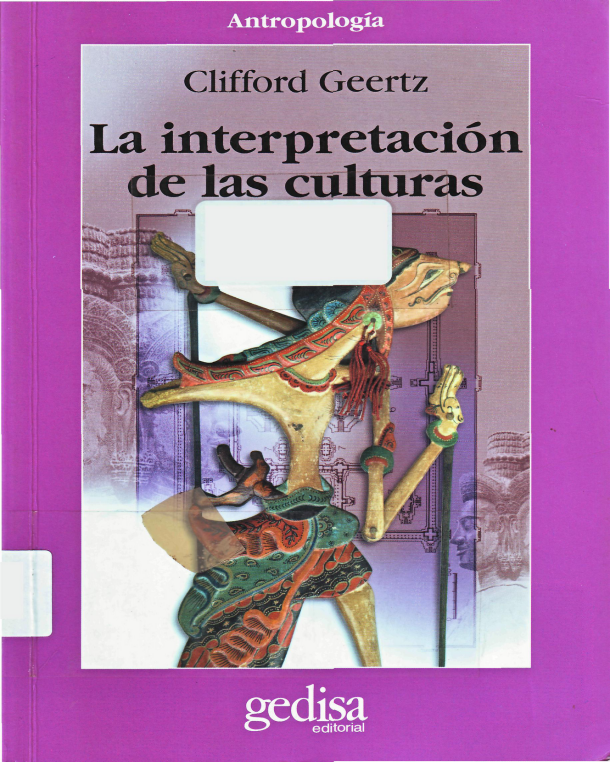 Antropología
Clifford Geertz
La interpretación
de las culturas
gedisa
editorial